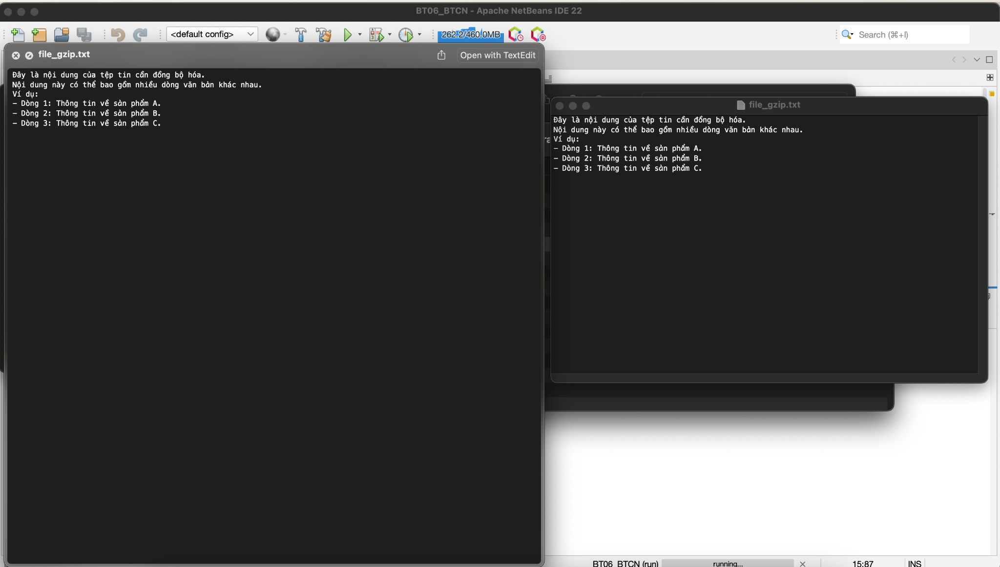 BT06_BTCN - Apache NetBeans IDE 22
<default config>
262.2/460.0MB
Search (⌘+I)
file_gzip.txt
Open with TextEdit
Đây là nội dung của tệp tin cần đồng bộ hóa.
Nội dung này có thể bao gồm nhiều dòng văn bản khác nhau.
Ví dụ:
- Dòng 1: Thông tin về sản phẩm A.
- Dòng 2: Thông tin về sản phẩm B.
- Dòng 3: Thông tin về sản phẩm C.
file_gzip.txt
Đây là nội dung của tệp tin cần đồng bộ hóa.
Nội dung này có thể bao gồm nhiều dòng văn bản khác nhau.
Ví dụ:
- Dòng 1: Thông tin về sản phẩm A.
- Dòng 2: Thông tin về sản phẩm B.
- Dòng 3: Thông tin về sản phẩm C.
BT06_BTCN (run)
running...
15:87
INS